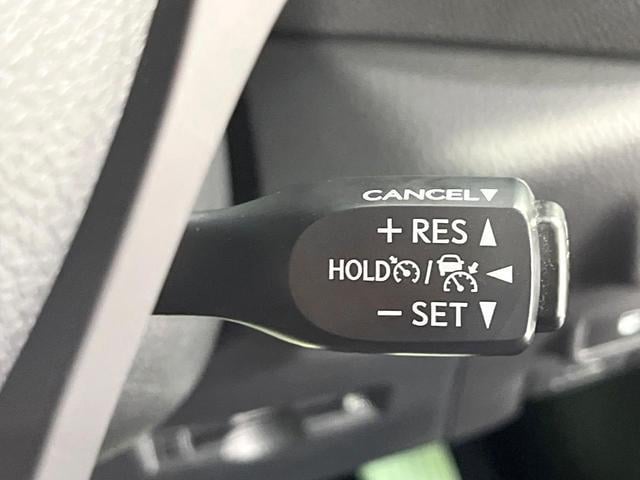 CANCEL▼
+ RES ▲
HOLD / ◀
− SET ▼